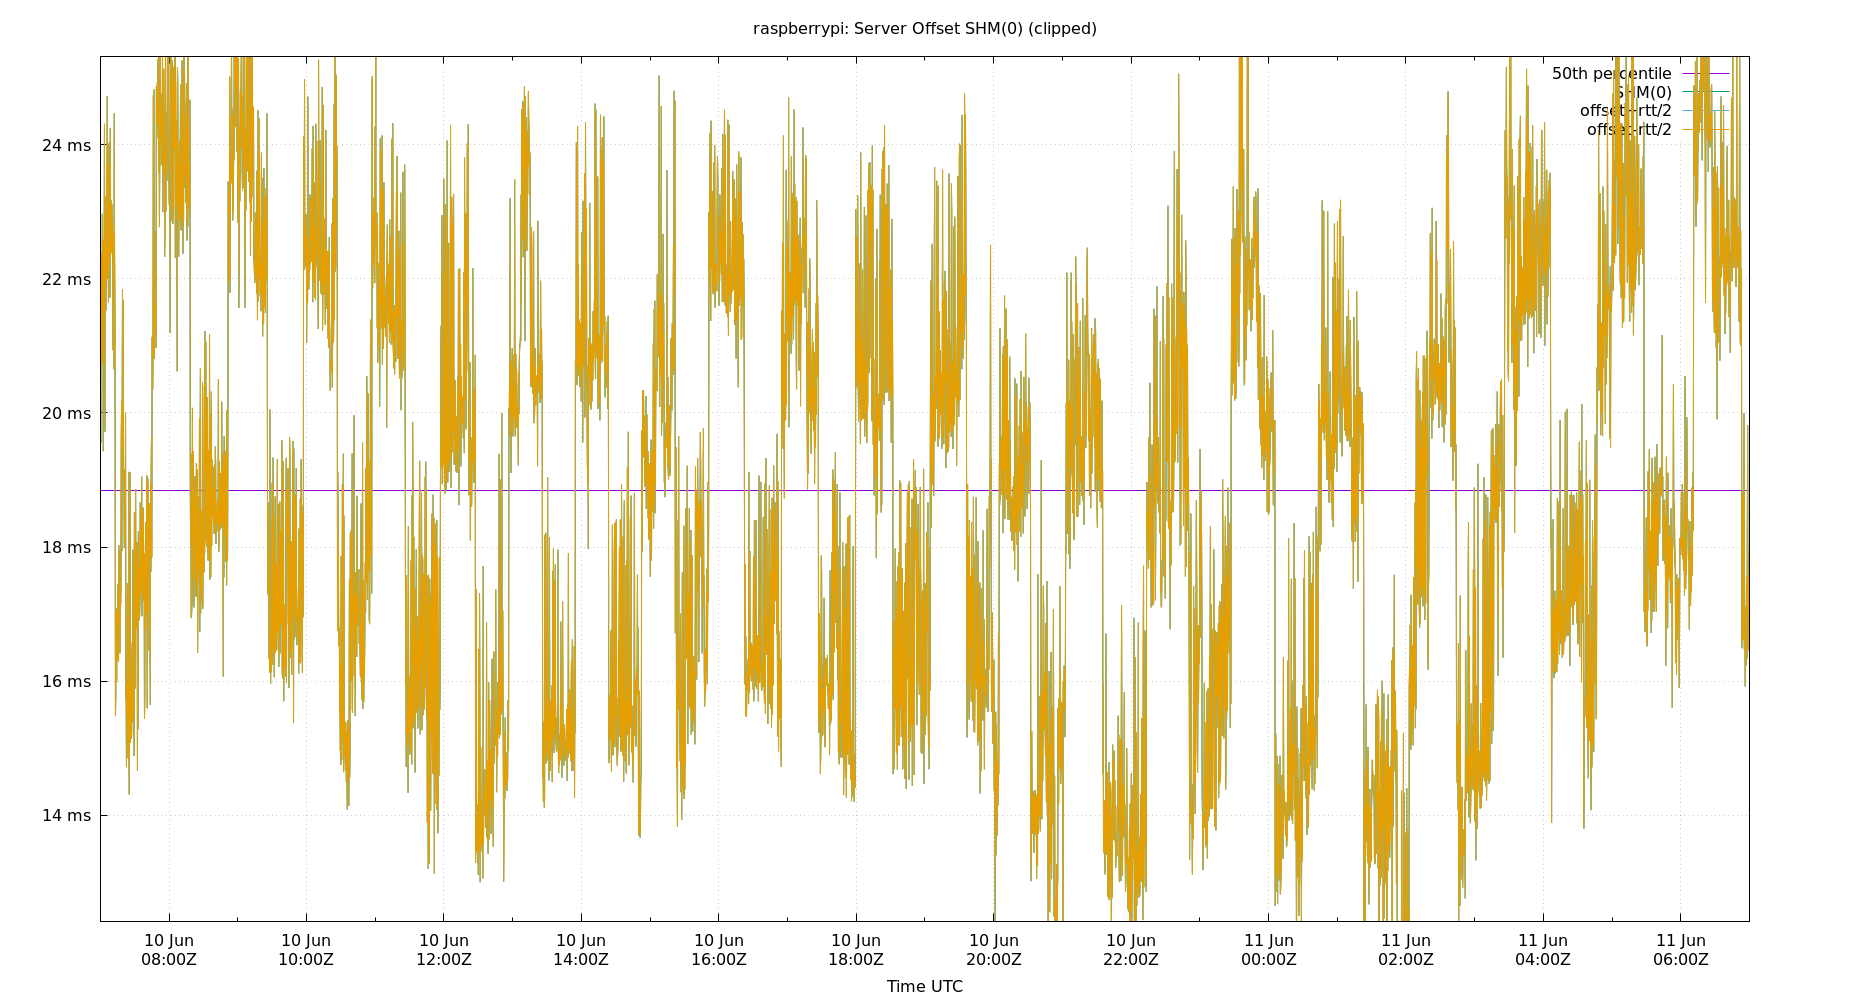 raspberrypi: Server Offset SHM(0) (clipped)
50th percentile
SHM(0)
offset+rtt/2
offset-rtt/2
24 ms
22 ms
20 ms
18 ms
16 ms
14 ms
10 Jun 10 Jun 10 Jun 10 Jun 10 Jun 10 Jun 10 Jun 10 Jun 11 Jun 11 Jun 11 Jun 11 Jun
08:00Z 10:00Z 12:00Z 14:00Z 16:00Z 18:00Z 20:00Z 22:00Z 00:00Z 02:00Z 04:00Z 06:00Z
Time UTC